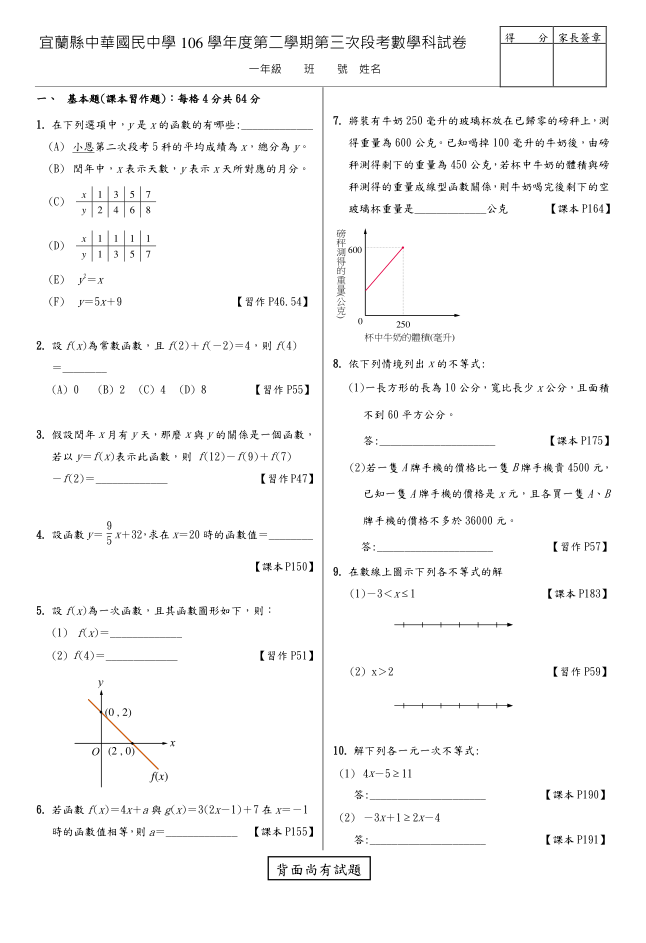 宜蘭縣中華國民中學 106 學年度第二學期第三次段考數學科試卷
一年級 班 號 姓名
得 分 家長簽章
一、 基本題(課本習作題)：每格 4 分共 64 分
1. 在下列選項中，y 是 x 的函數的有哪些:_____________
(A) 小恩第二次段考 5 科的平均成績為 x，總分為 y。
(B) 閏年中，x 表示天數，y 表示 x 天所對應的月分。
(C) x 1 3 5 7
y 2 4 6 8
(D) x 1 1 1 1
y 1 3 5 7
(E) y²=x
(F) y=5x+9 【習作 P46.54】
2. 設 f(x)為常數函數，且 f(2)+f(-2)=4，則 f(4)
=________
(A) 0 (B) 2 (C) 4 (D) 8 【習作 P55】
3. 假設閏年 x 月有 y 天，那麼 x 與 y 的關係是一個函數，
若以 y=f(x)表示此函數，則 f(12)-f(9)+f(7)
-f(2)=_____________ 【習作 P47】
4. 設函數 y= 9/5 x+32，求在 x=20 時的函數值=________
【課本 P150】
5. 設 f(x)為一次函數，且其函數圖形如下，則：
(1) f(x)=_____________
(2) f(4)=_____________ 【習作 P51】
y
(0 , 2)
x
O (2 , 0)
f(x)
6. 若函數 f(x)=4x+a 與 g(x)=3(2x-1)+7 在 x=-1
時的函數值相等，則 a=_____________ 【課本 P155】
7. 將裝有牛奶 250 毫升的玻璃杯放在已歸零的磅秤上，測
得重量為 600 公克。已知喝掉 100 毫升的牛奶後，由磅
秤測得剩下的重量為 450 公克，若杯中牛奶的體積與磅
秤測得的重量成線型函數關係，則牛奶喝完後剩下的空
玻璃杯重量是_____________公克 【課本 P164】
磅秤測得的重量(公克)
600
0 250
杯中牛奶的體積(毫升)
8. 依下列情境列出 x 的不等式:
(1)一長方形的長為 10 公分，寬比長少 x 公分，且面積
不到 60 平方公分。
答:_____________________ 【課本 P175】
(2)若一隻 A 牌手機的價格比一隻 B 牌手機貴 4500 元，
已知一隻 A 牌手機的價格是 x 元，且各買一隻 A、B
牌手機的價格不多於 36000 元。
答:_____________________ 【習作 P57】
9. 在數線上圖示下列各不等式的解
(1)-3＜x≤1 【課本 P183】
(2) x>2 【習作 P59】
10. 解下列各一元一次不等式:
(1) 4x-5≥11
答:_____________________ 【課本 P190】
(2) -3x+1≥2x-4
答:_____________________ 【課本 P191】
背面尚有試題